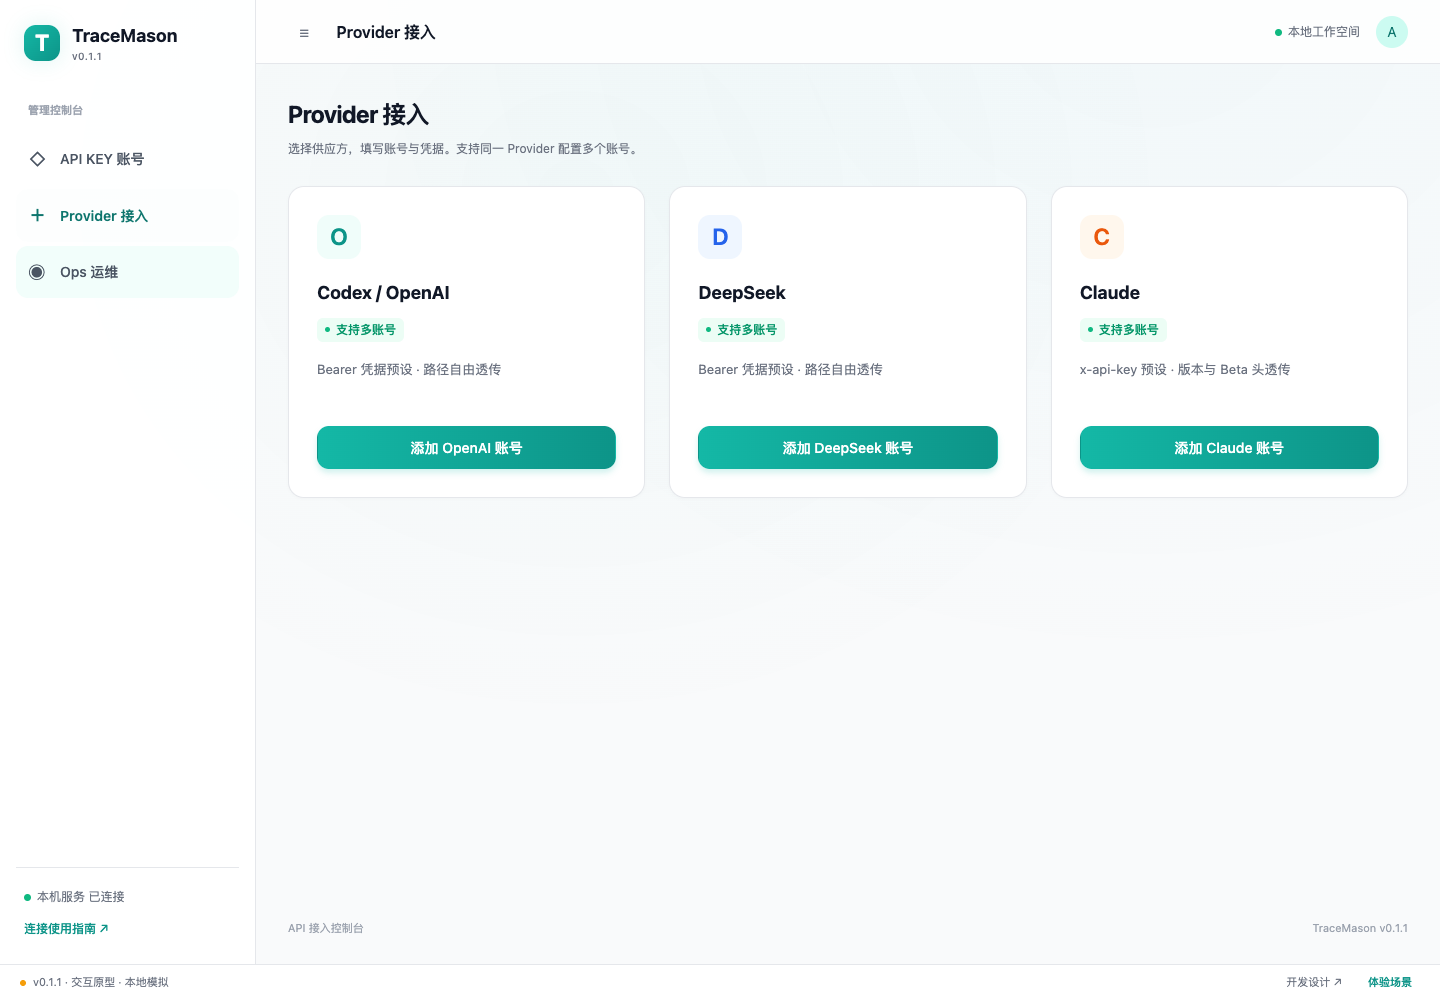 T TraceMason
v0.1.1
管理控制台
API KEY 账号
Provider 接入
Ops 运维
本机服务 已连接
连接使用指南 ↗
Provider 接入
本地工作空间
A
Provider 接入
选择供应方，填写账号与凭据。支持同一 Provider 配置多个账号。
O
Codex / OpenAI
支持多账号
Bearer 凭据预设 · 路径自由透传
添加 OpenAI 账号
D
DeepSeek
支持多账号
Bearer 凭据预设 · 路径自由透传
添加 DeepSeek 账号
C
Claude
支持多账号
x-api-key 预设 · 版本与 Beta 头透传
添加 Claude 账号
API 接入控制台
TraceMason v0.1.1
v0.1.1 · 交互原型 · 本地模拟
开发设计 ↗
体验场景